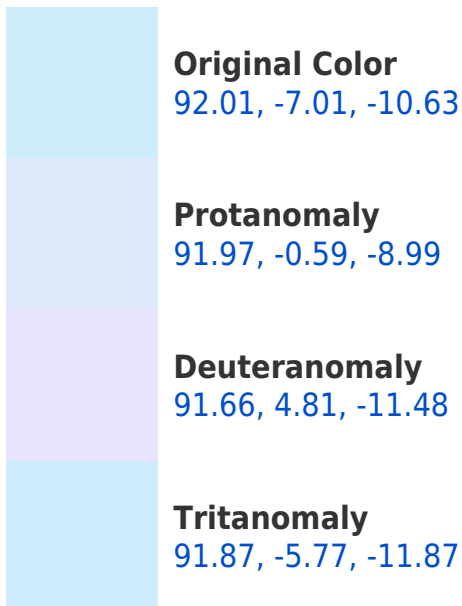 Original Color
92.01, -7.01, -10.63
Protanomaly
91.97, -0.59, -8.99
Deuteranomaly
91.66, 4.81, -11.48
Tritanomaly
91.87, -5.77, -11.87